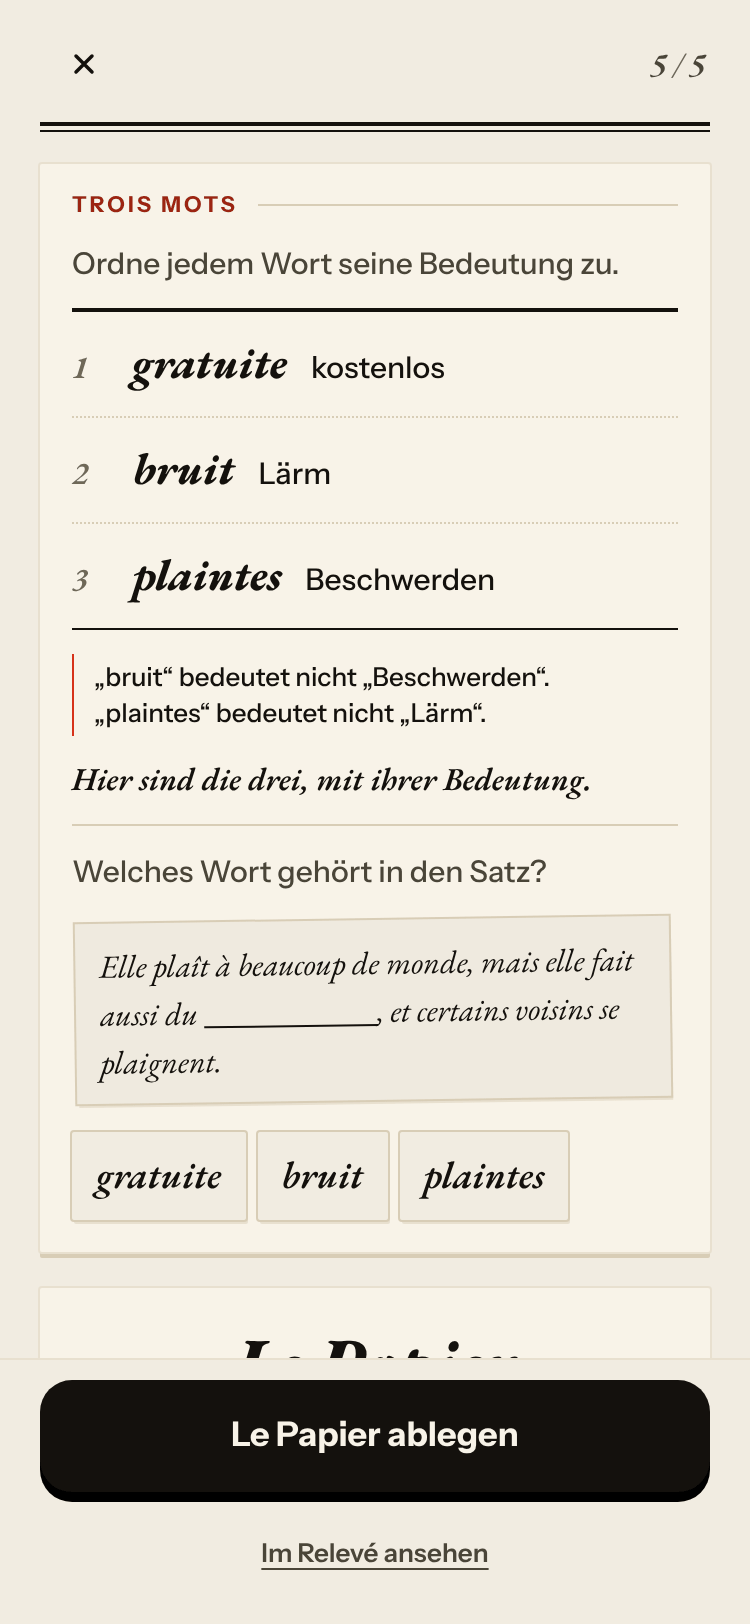 5/5
TROIS MOTS
Ordne jedem Wort seine Bedeutung zu.
1 gratuite kostenlos
2 bruit Lärm
3 plaintes Beschwerden
„bruit“ bedeutet nicht „Beschwerden“.
„plaintes“ bedeutet nicht „Lärm“.
Hier sind die drei, mit ihrer Bedeutung.
Welches Wort gehört in den Satz?
Elle plaît à beaucoup de monde, mais elle fait
aussi du ____________, et certains voisins se
plaignent.
gratuite bruit plaintes
Le Papier ablegen
Im Relevé ansehen